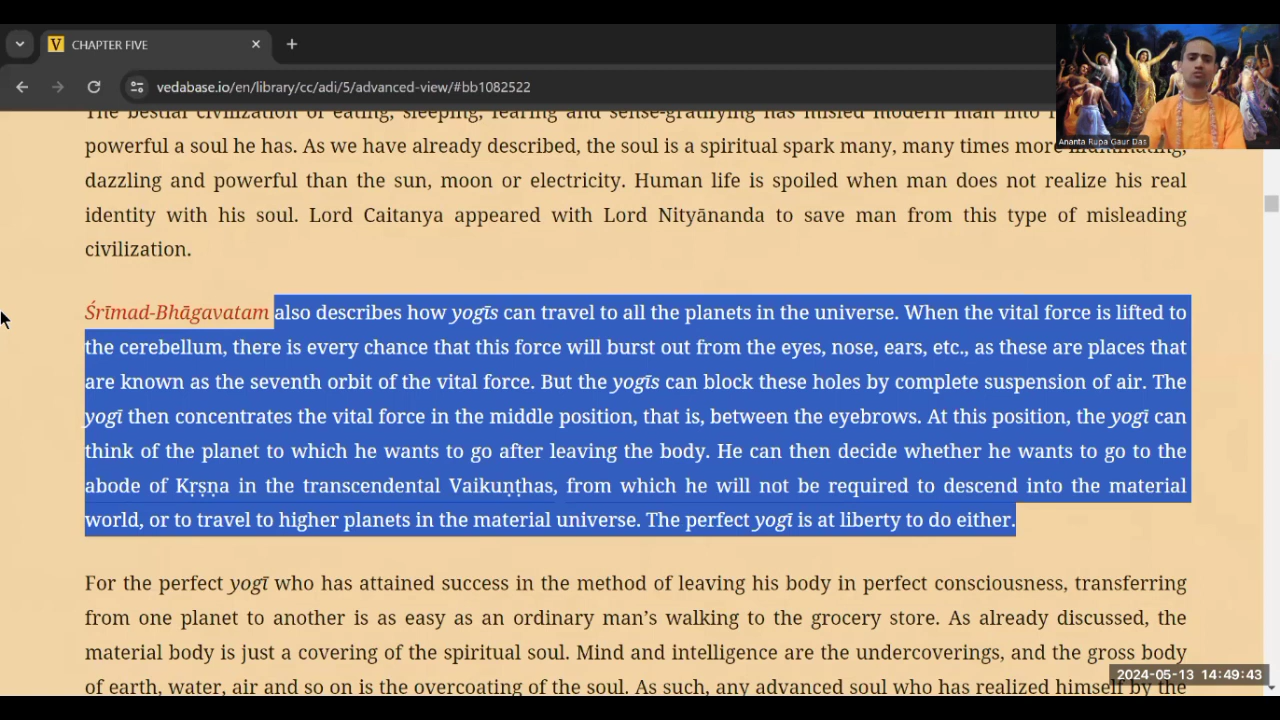 CHAPTER FIVE
vedabase.io/en/library/cc/adi/5/advanced-view/#bb1082522
Ananta Rupa Gaur Das
The bestial civilization of eating, sleeping, fearing and sense-gratifying has misled modern man into
powerful a soul he has. As we have already described, the soul is a spiritual spark many, many times more illuminating,
dazzling and powerful than the sun, moon or electricity. Human life is spoiled when man does not realize his real
identity with his soul. Lord Caitanya appeared with Lord Nityānanda to save man from this type of misleading
civilization.
Śrīmad-Bhāgavatam also describes how yogīs can travel to all the planets in the universe. When the vital force is lifted to
the cerebellum, there is every chance that this force will burst out from the eyes, nose, ears, etc., as these are places that
are known as the seventh orbit of the vital force. But the yogīs can block these holes by complete suspension of air. The
yogī then concentrates the vital force in the middle position, that is, between the eyebrows. At this position, the yogī can
think of the planet to which he wants to go after leaving the body. He can then decide whether he wants to go to the
abode of Kṛṣṇa in the transcendental Vaikuṇṭhas, from which he will not be required to descend into the material
world, or to travel to higher planets in the material universe. The perfect yogī is at liberty to do either.
For the perfect yogī who has attained success in the method of leaving his body in perfect consciousness, transferring
from one planet to another is as easy as an ordinary man’s walking to the grocery store. As already discussed, the
material body is just a covering of the spiritual soul. Mind and intelligence are the undercoverings, and the gross body
of earth, water, air and so on is the overcoating of the soul. As such, any advanced soul who has realized himself by the
2024-05-13 14:49:43